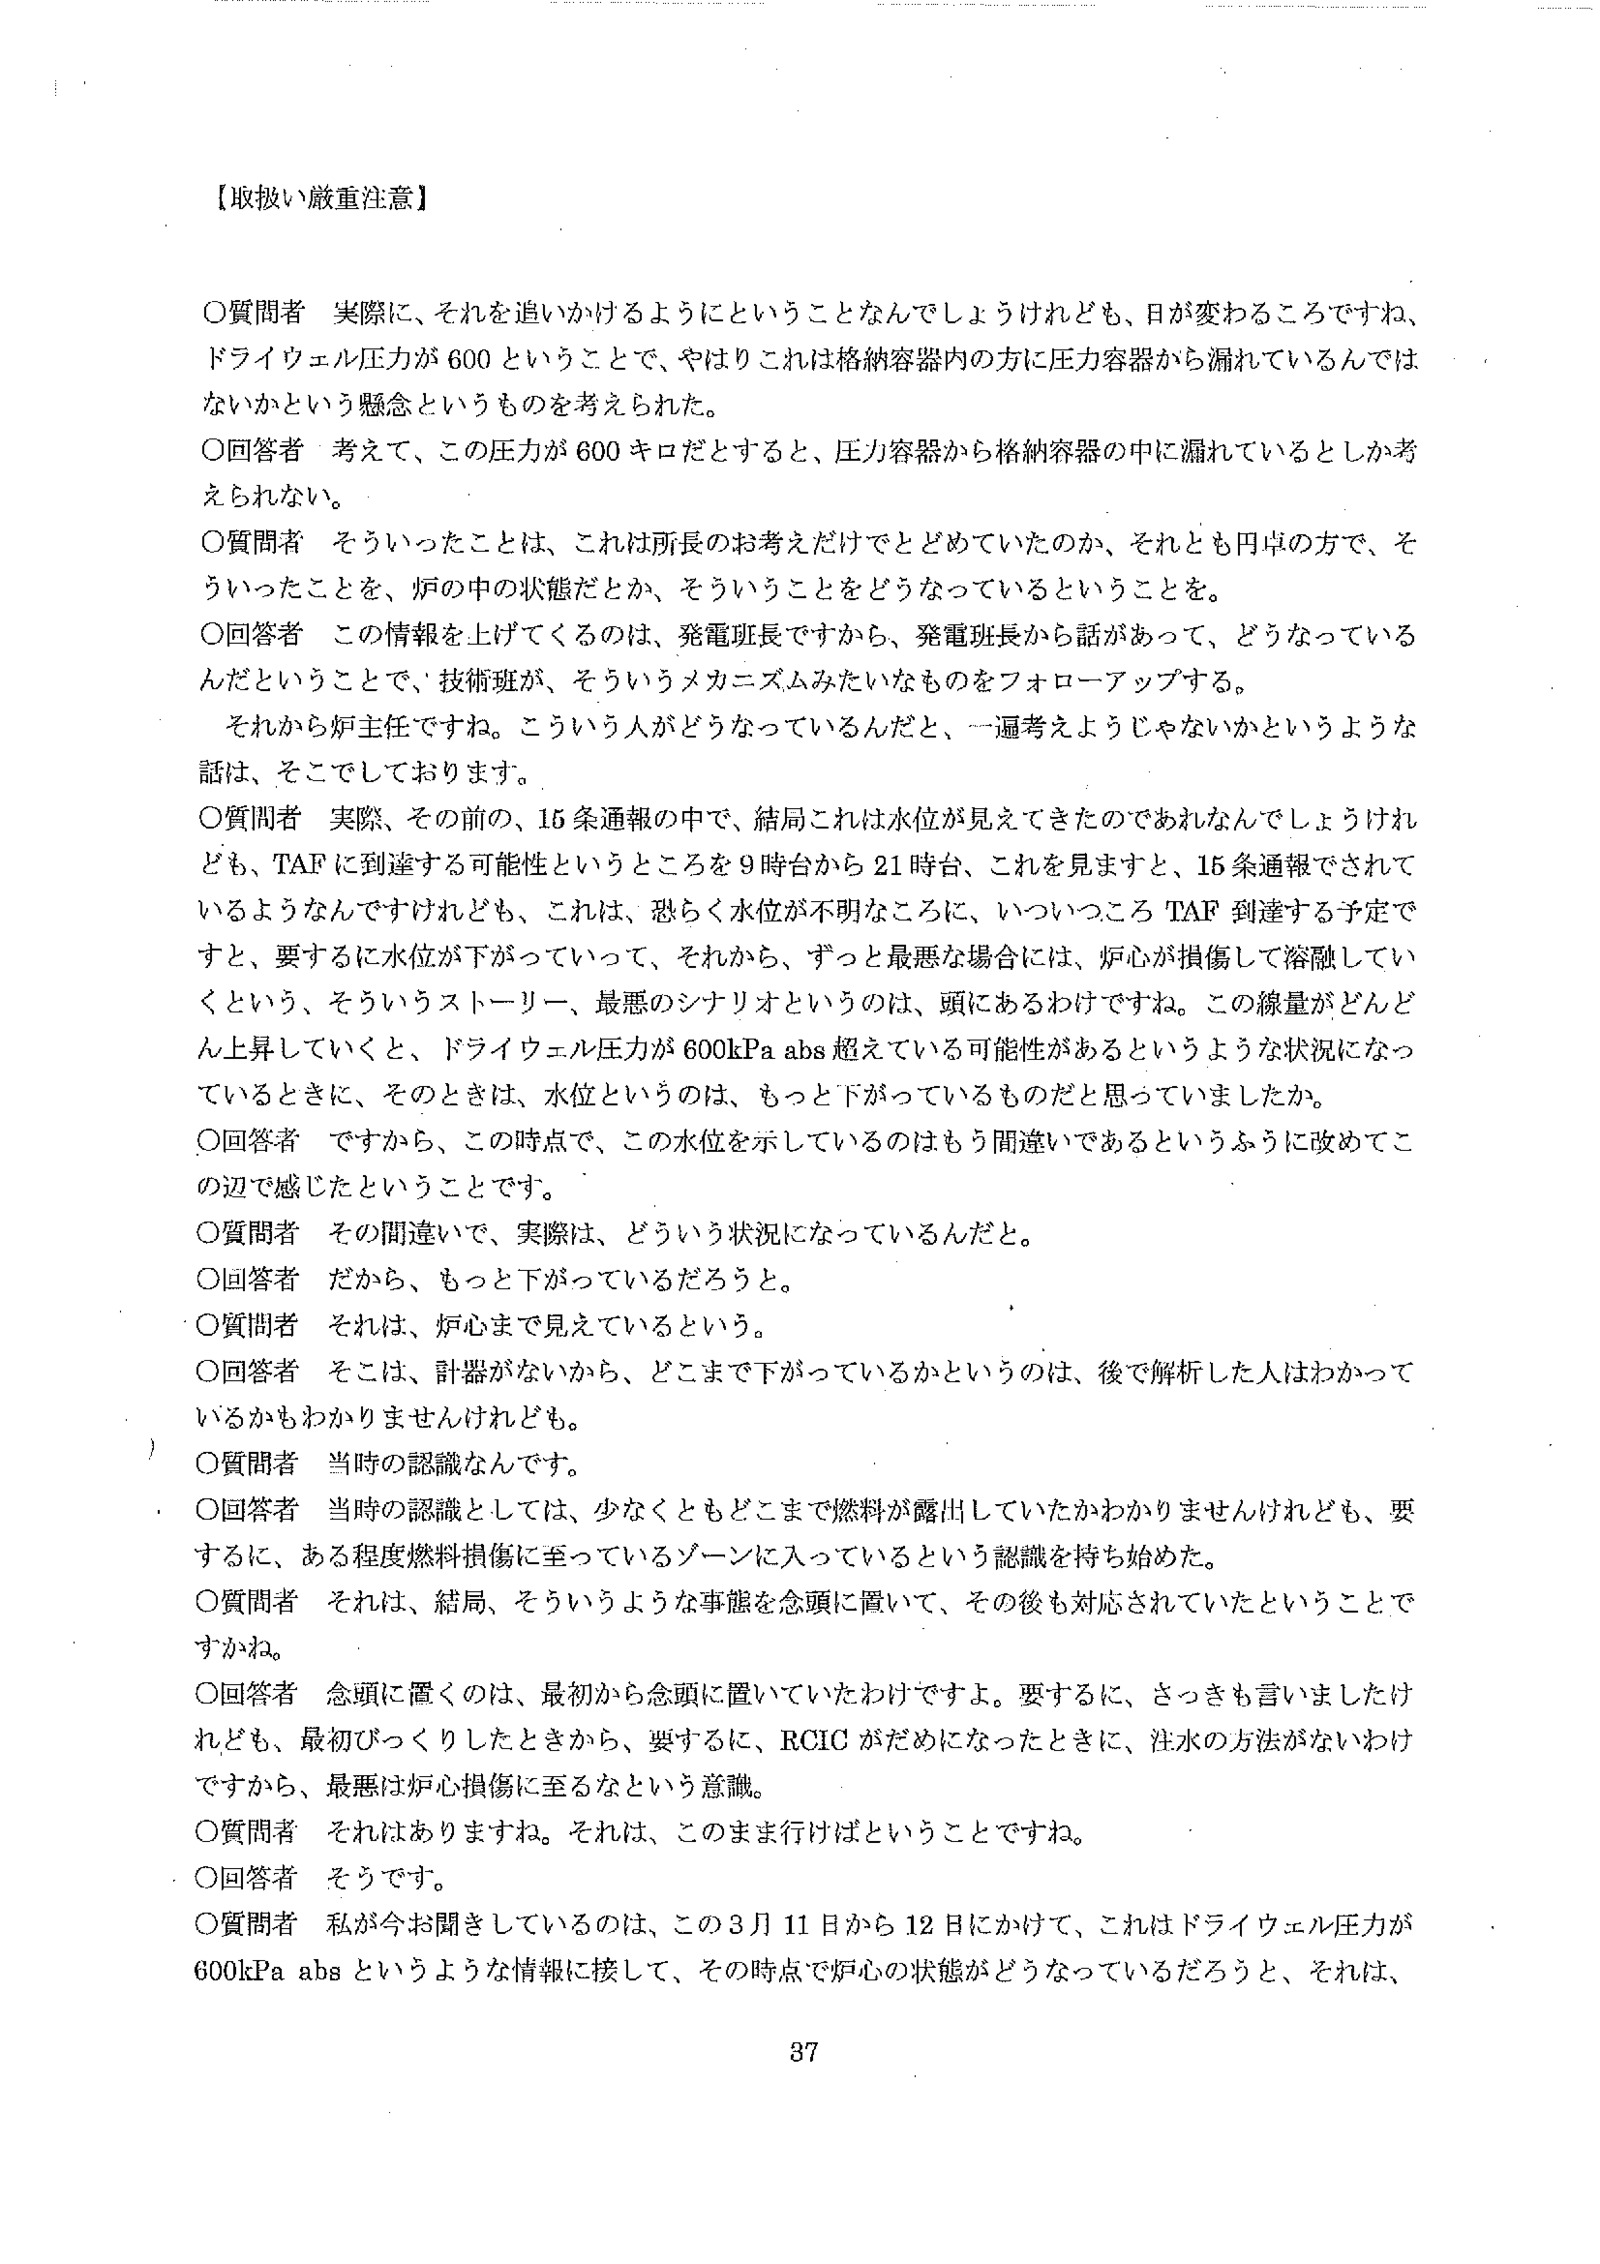 【取扱い厳重注意】
○質問者　実際に、それを追いかけるようにということなんでしょうけれども、日が変わるころですね、
ドライウェル圧力が 600 ということで、やはりこれは格納容器内の方に圧力容器から漏れているんでは
ないかという懸念というものを考えられた。
○回答者　考えて、この圧力が 600 キロだとすると、圧力容器から格納容器の中に漏れているとしか考
えられない。
○質問者　そういったことは、これは所長のお考えだけでとどめていたのか、それとも円卓の方で、そ
ういったことを、炉の中の状態だとか、そういうことをどうなっているということを。
○回答者　この情報を上げてくるのは、発電班長ですから、発電班長から話があって、どうなっている
んだということで、技術班が、そういうメカニズムみたいなものをフォローアップする。
　それから炉主任ですね。こういう人がどうなっているんだと、一遍考えようじゃないかというような
話は、そこでしております。
○質問者　実際、その前の、15 条通報の中で、結局これは水位が見えてきたのであれなんでしょうけれ
ども、TAF に到達する可能性というところを９時台から 21 時台、これを見ますと、15 条通報でされて
いるようなんですけれども、これは、恐らく水位が不明なころに、いついつころ TAF 到達する予定で
すと、要するに水位が下がっていって、それから、ずっと最悪な場合には、炉心が損傷して溶融してい
くという、そういうストーリー、最悪のシナリオというのは、頭にあるわけですね。この線量がどんど
ん上昇していくと、ドライウェル圧力が 600kPa abs 超えている可能性があるというような状況になっ
ているときに、そのときは、水位というのは、もっと下がっているものだと思っていましたか。
○回答者　ですから、この時点で、この水位を示しているのはもう間違いであるというふうに改めてこ
の辺で感じたということです。
○質問者　その間違いで、実際は、どういう状況になっているんだと。
○回答者　だから、もっと下がっているだろうと。
○質問者　それは、炉心まで見えているという。
○回答者　そこは、計器がないから、どこまで下がっているかというのは、後で解析した人はわかって
いるかもわかりませんけれども。
○質問者　当時の認識なんです。
○回答者　当時の認識としては、少なくともどこまで燃料が露出していたかわかりませんけれども、要
するに、ある程度燃料損傷に至っているゾーンに入っているという認識を持ち始めた。
○質問者　それは、結局、そういうような事態を念頭に置いて、その後も対応されていたということで
すかね。
○回答者　念頭に置くのは、最初から念頭に置いていたわけですよ。要するに、さっきも言いましたけ
れども、最初びっくりしたときから、要するに、RCIC がだめになったときに、注水の方法がないわけ
ですから、最悪は炉心損傷に至るなという意識。
○質問者　それはありますね。それは、このまま行けばということですね。
○回答者　そうです。
○質問者　私が今お聞きしているのは、この３月 11 日から 12 日にかけて、これはドライウェル圧力が
600kPa abs というような情報に接して、その時点で炉心の状態がどうなっているだろうと、それは、
37